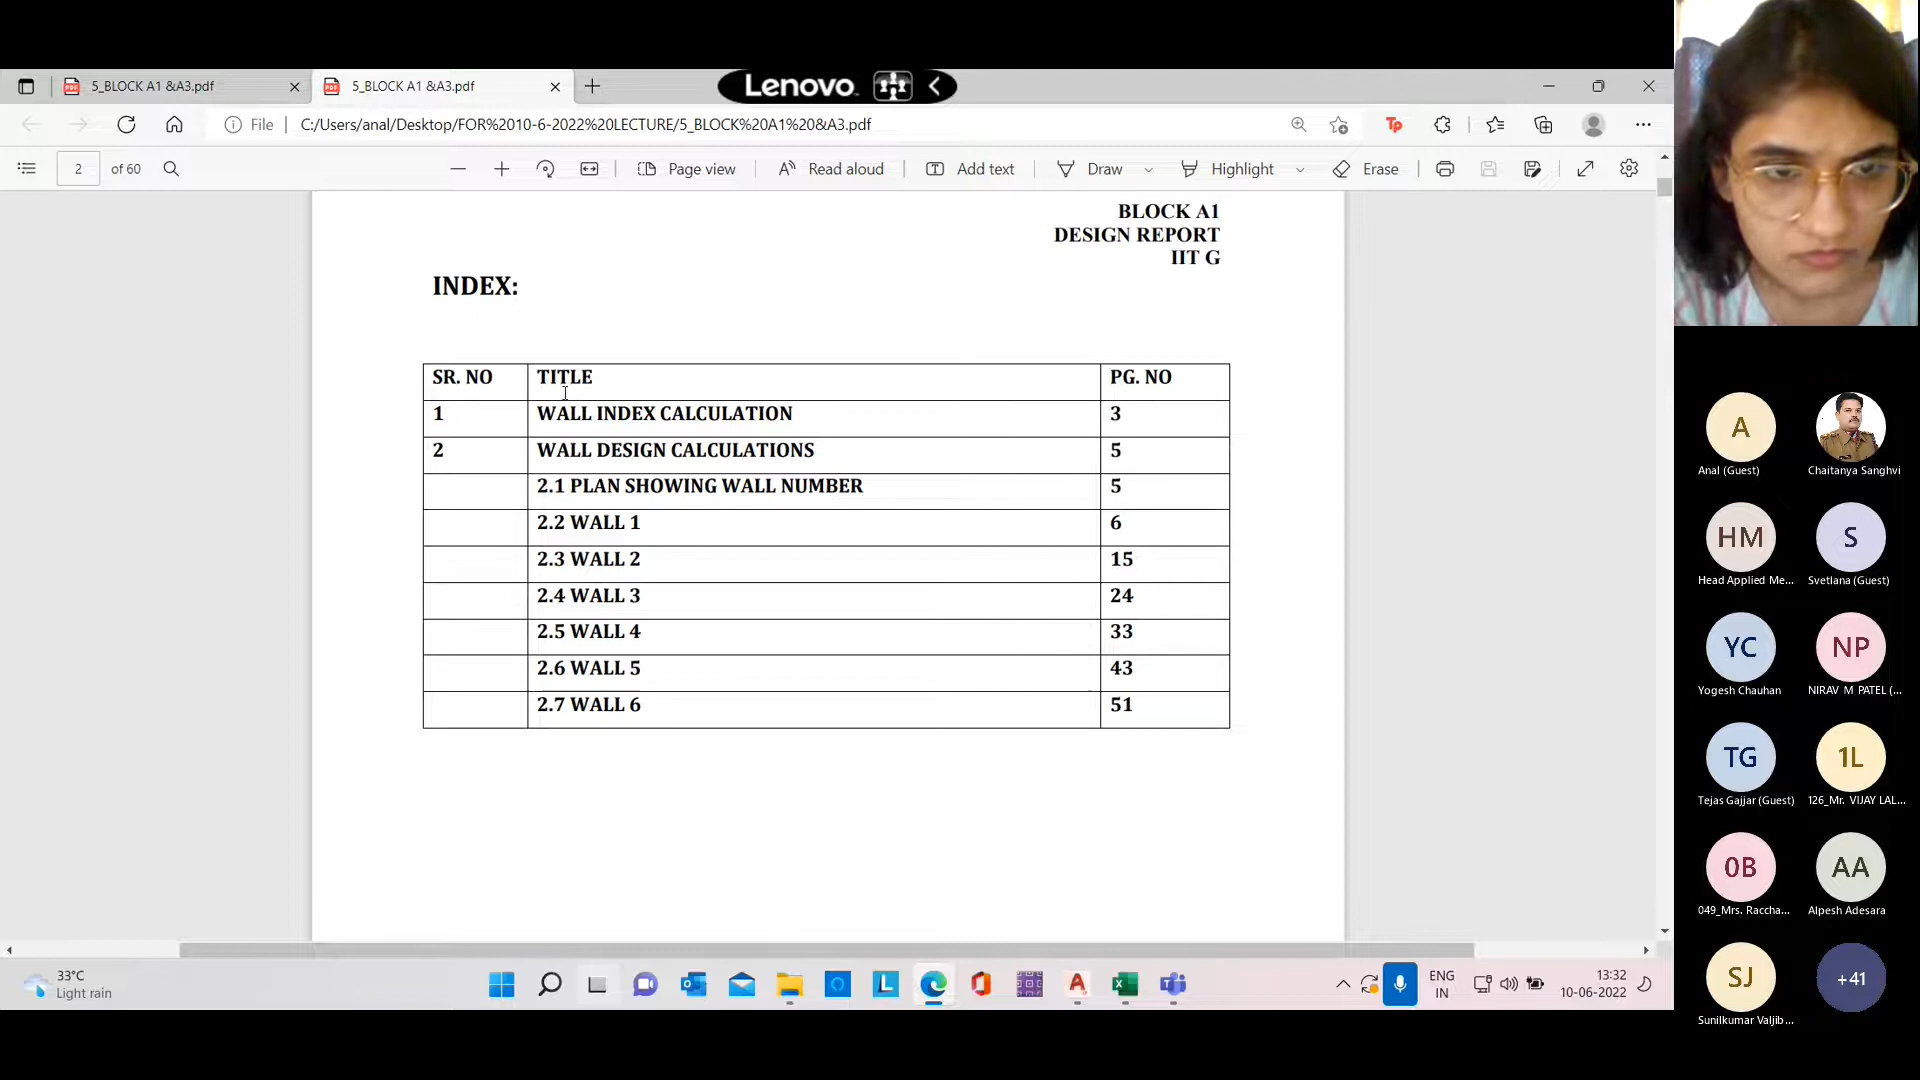 5_BLOCK A1 &A3.pdf
5_BLOCK A1 &A3.pdf
Lenovo
File
C:/Users/anal/Desktop/FOR%2010-6-2022%20LECTURE/5_BLOCK%20A1%20&A3.pdf
2 of 60
Page view
Read aloud
Add text
Draw
Highlight
Erase
BLOCK A1
DESIGN REPORT
IIT G
INDEX:
SR. NO TITLE PG. NO
1 WALL INDEX CALCULATION 3
2 WALL DESIGN CALCULATIONS 5
2.1 PLAN SHOWING WALL NUMBER 5
2.2 WALL 1 6
2.3 WALL 2 15
2.4 WALL 3 24
2.5 WALL 4 33
2.6 WALL 5 43
2.7 WALL 6 51
33°C
Light rain
ENG
IN
13:32
10-06-2022
A
Anal (Guest)
Chaitanya Sanghvi
HM
Head Applied Me...
S
Svetlana (Guest)
YC
Yogesh Chauhan
NP
NIRAV M PATEL (...
TG
Tejas Gajjar (Guest)
1L
126_Mr. VIJAY LAL...
0B
049_Mrs. Raccha...
AA
Alpesh Adesara
SJ
Sunilkumar Valjib...
+41